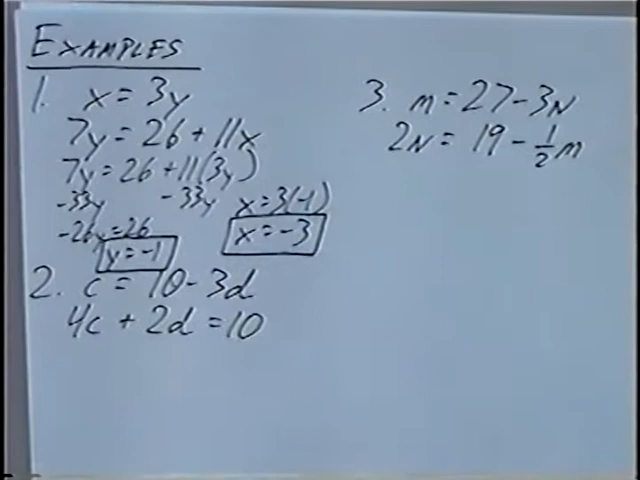 EXAMPLES
1. x = 3y
7y = 26 + 11x
7y = 26 + 11(3y)
-33y -33y
-26y = 26
y = -1
x = 3(-1)
x = -3
2. c = 10 - 3d
4c + 2d = 10
3. m = 27 - 3N
2N = 19 - 1/2 m